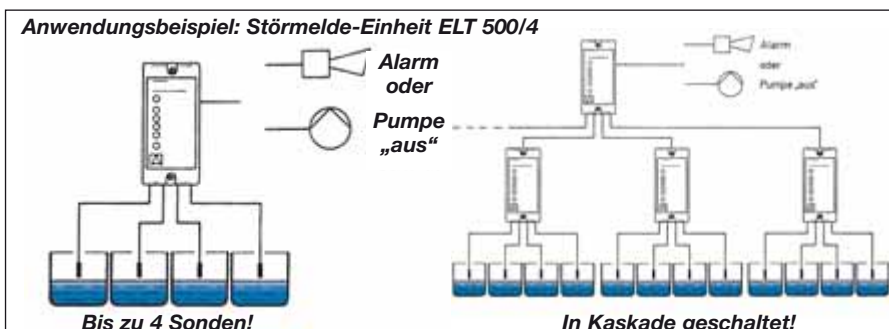 Anwendungsbeispiel: Störmelde-Einheit ELT 500/4
Alarm
oder
Pumpe
„aus“
Alarm
oder
Pumpe „aus“
Bis zu 4 Sonden!
In Kaskade geschaltet!